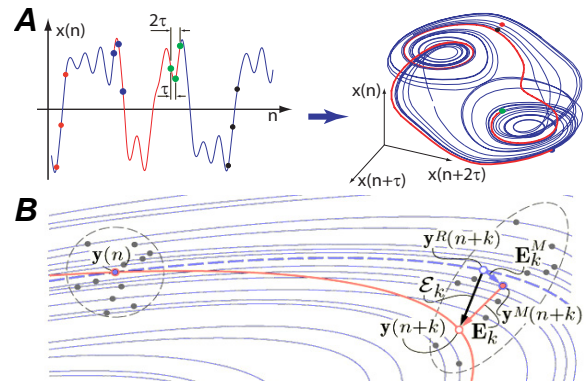 A
x(n)
2τ
τ
n
x(n)
x(n+τ)
x(n+2τ)
B
y(n)
y^R(n+k)
E_k^M
ℰ_k
y^M(n+k)
y(n+k)
E_k